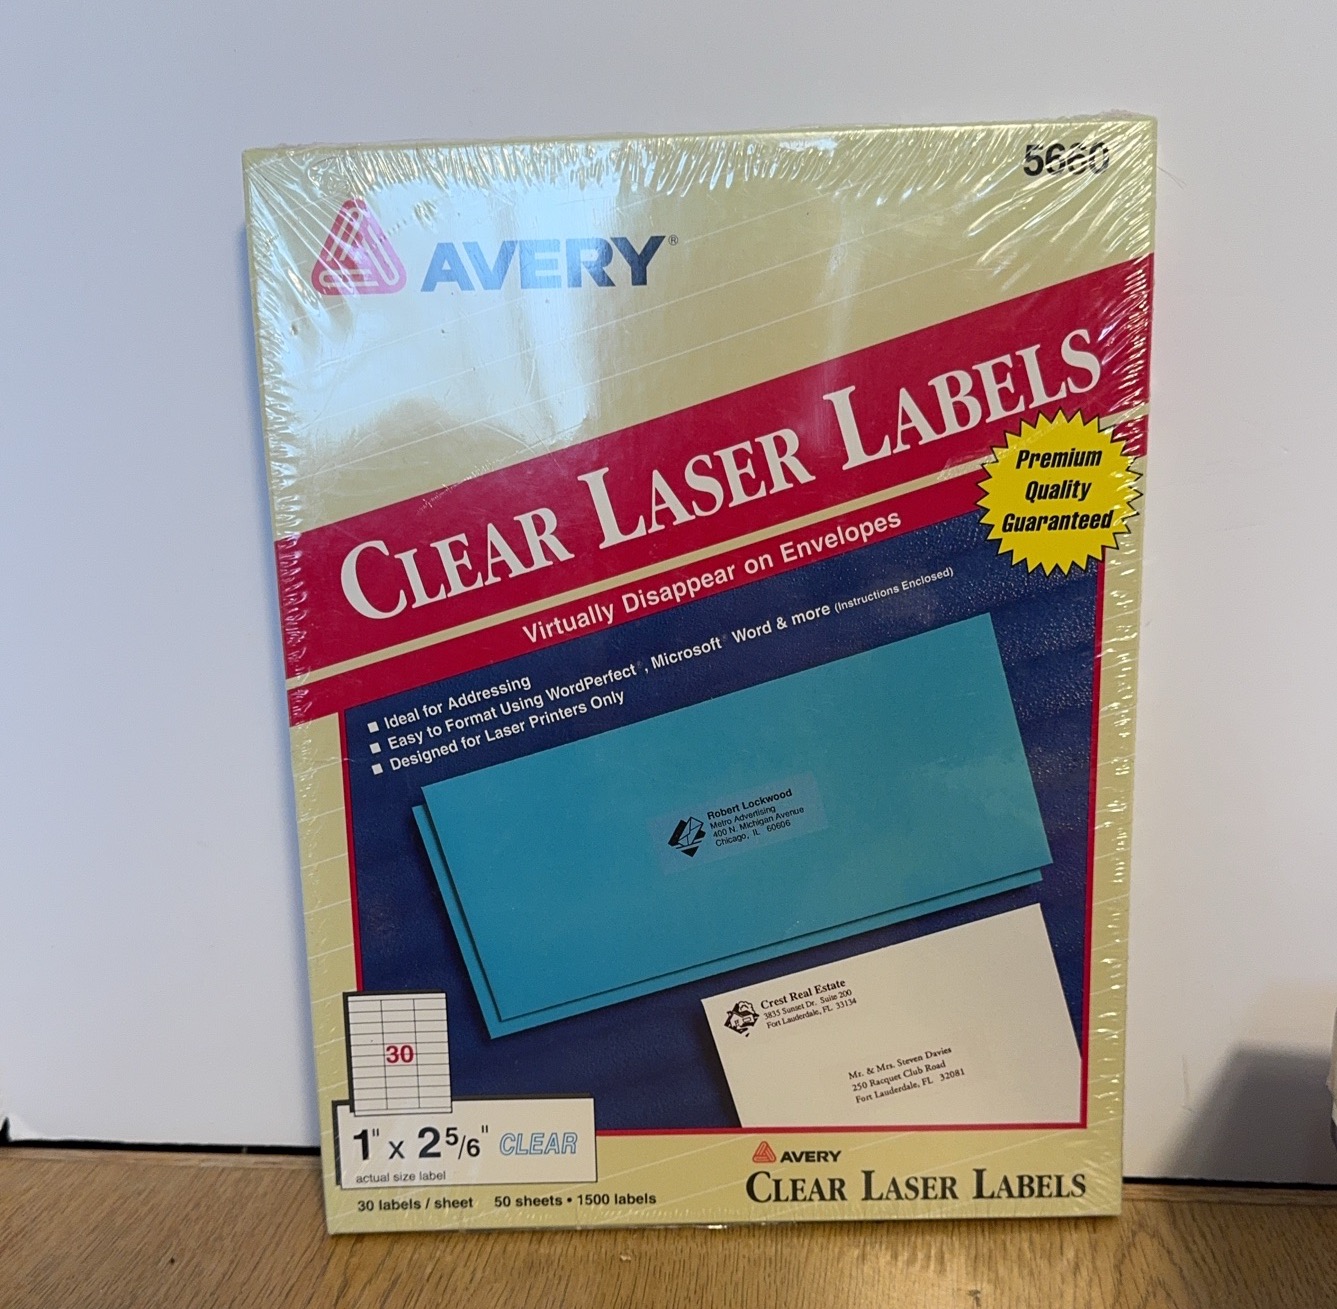 5660
AVERY®
CLEAR LASER LABELS
Premium
Quality
Guaranteed
Virtually Disappear on Envelopes
■ Ideal for Addressing
■ Easy to Format Using WordPerfect®, Microsoft® Word & more (Instructions Enclosed)
■ Designed for Laser Printers Only
Robert Lockwood
Metro Advertising
400 N. Michigan Avenue
Chicago, IL 60606
Crest Real Estate
3835 Sunset Dr. Suite 200
Fort Lauderdale, FL 33134
Mr. & Mrs. Steven Davies
250 Racquet Club Road
Fort Lauderdale, FL 32081
30
1" x 2 5/6" CLEAR
actual size label
30 labels / sheet 50 sheets • 1500 labels
AVERY
CLEAR LASER LABELS